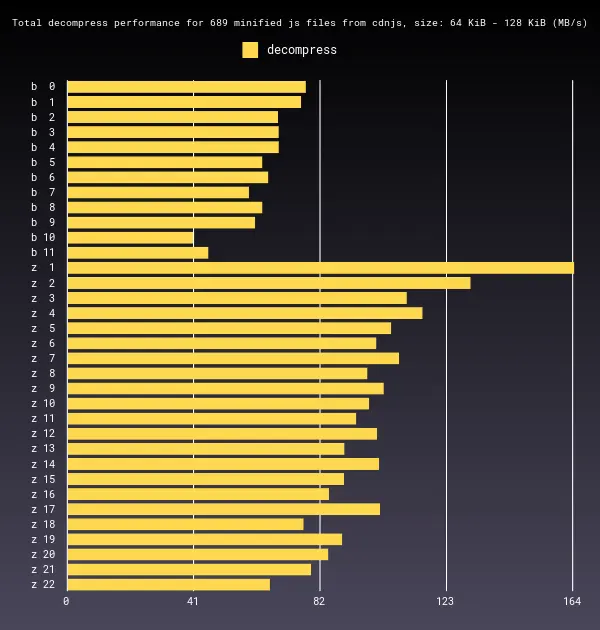 Total decompress performance for 689 minified js files from cdnjs, size: 64 KiB - 128 KiB (MB/s)
decompress
b 0
b 1
b 2
b 3
b 4
b 5
b 6
b 7
b 8
b 9
b 10
b 11
z 1
z 2
z 3
z 4
z 5
z 6
z 7
z 8
z 9
z 10
z 11
z 12
z 13
z 14
z 15
z 16
z 17
z 18
z 19
z 20
z 21
z 22
0 41 82 123 164